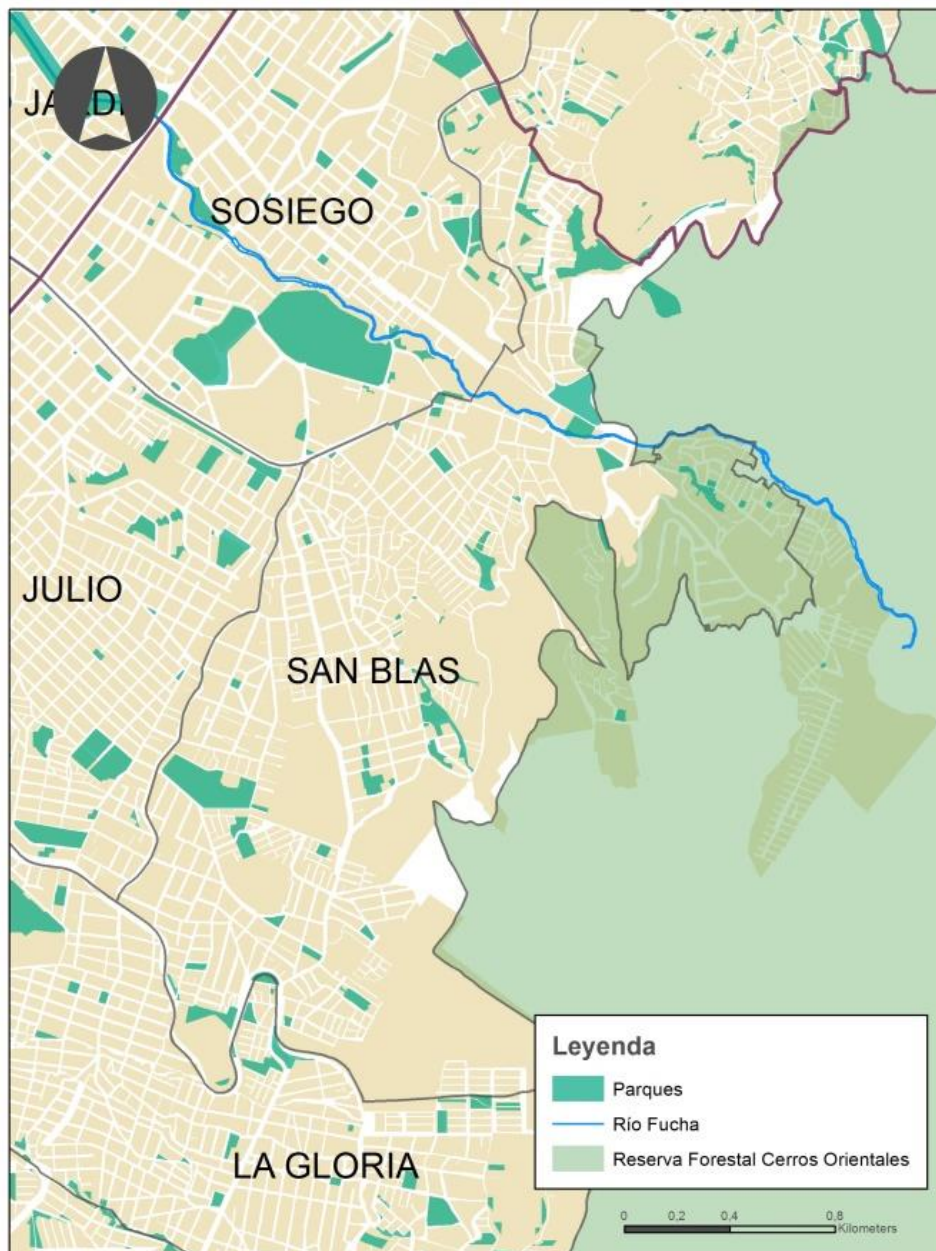 SOSIEGO
JULIO
SAN BLAS
LA GLORIA
Leyenda
Parques
Río Fucha
Reserva Forestal Cerros Orientales
0 0,2 0,4 0,8
Kilometers